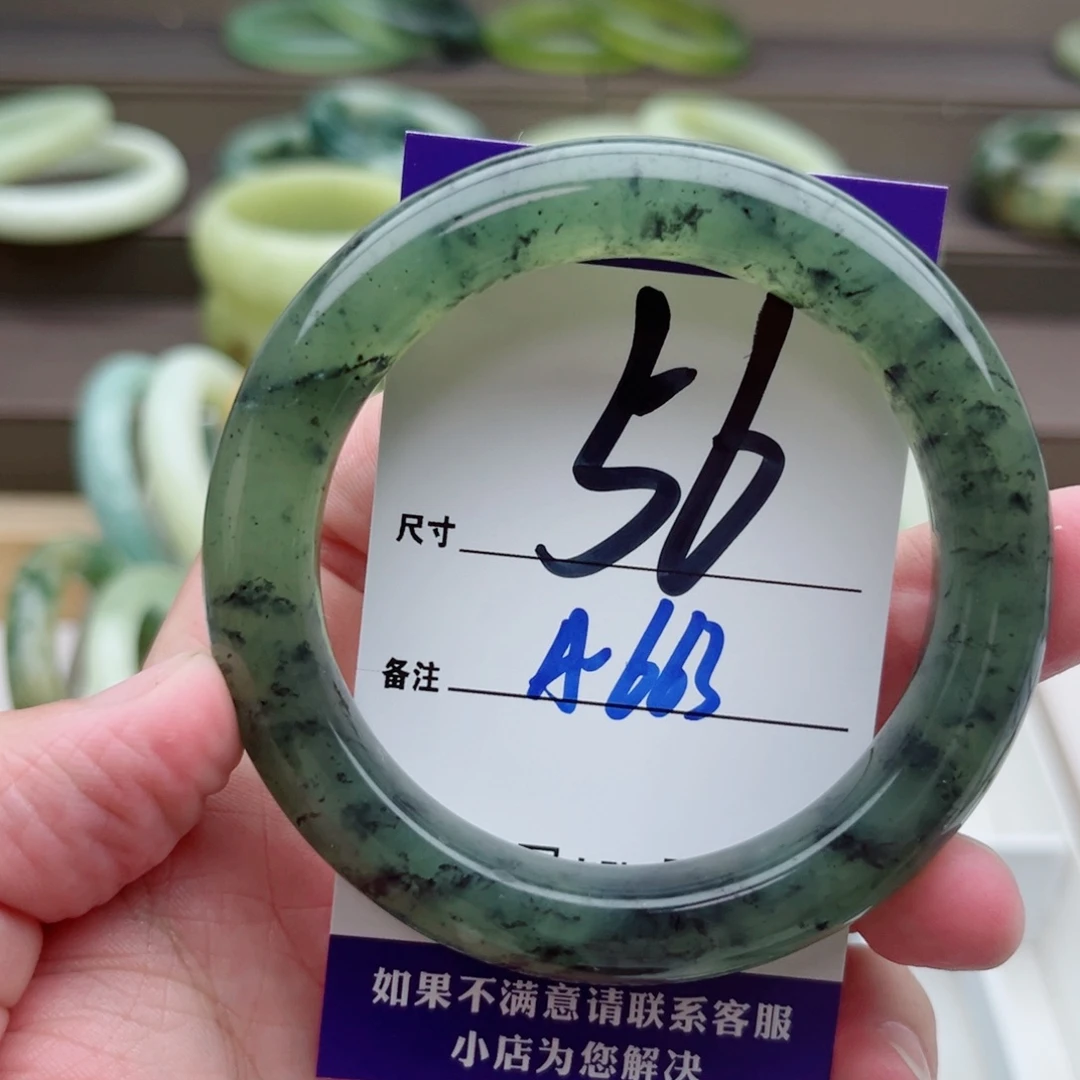 尺寸 56
备注 A-663
如果不满意请联系客服
小店为您解决